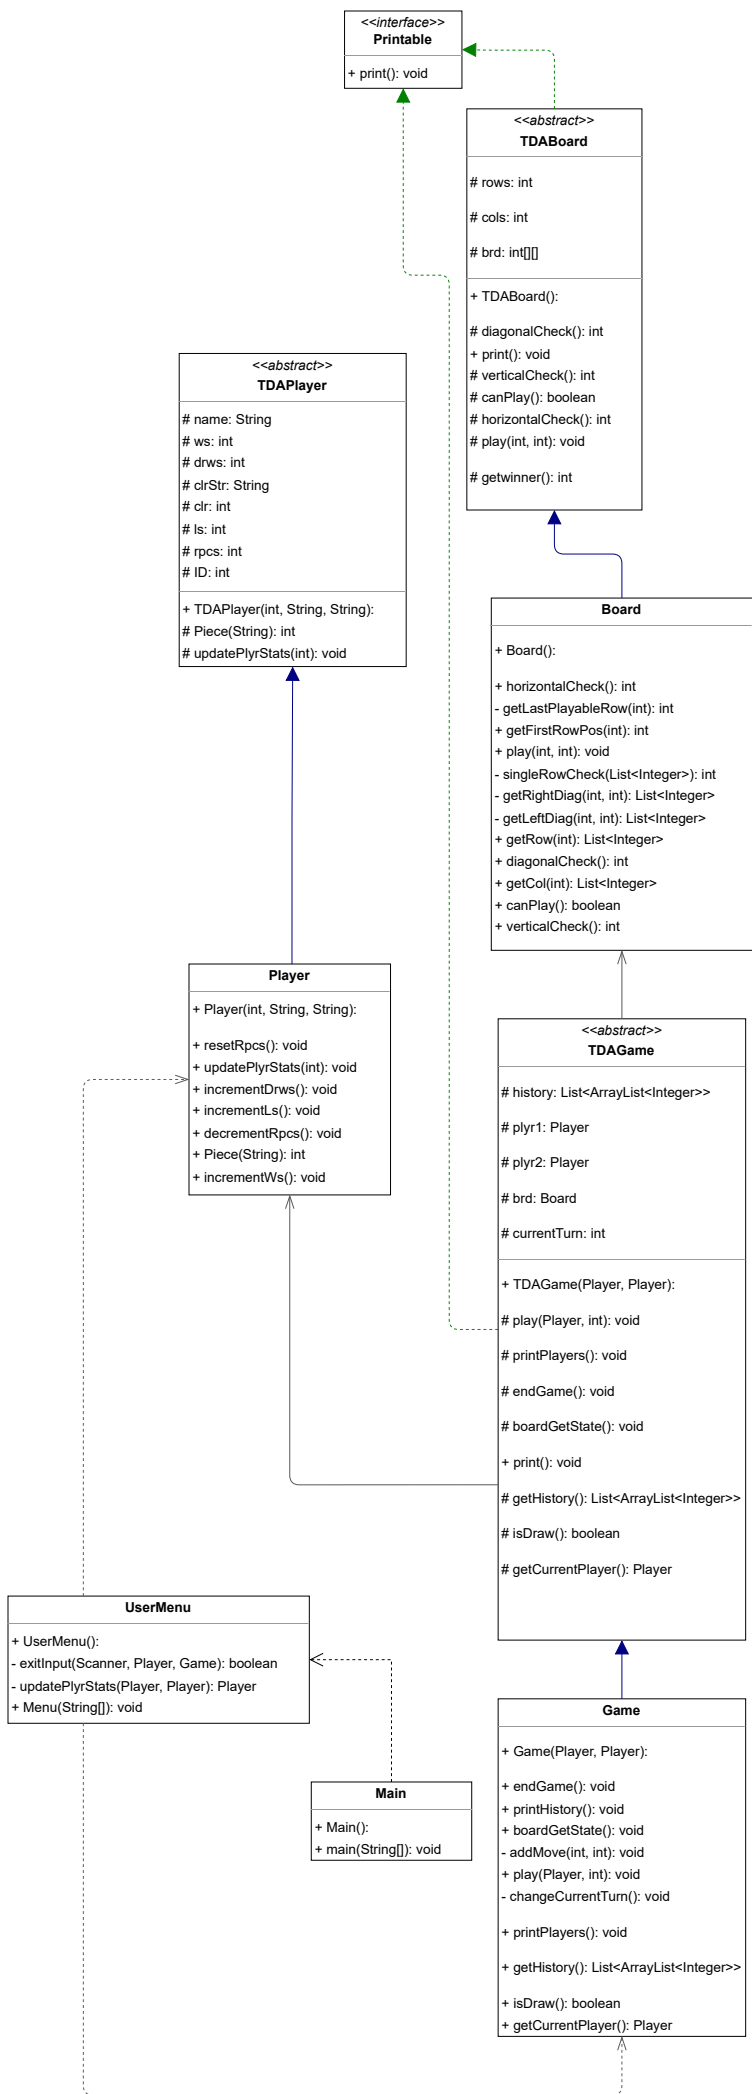 <<interface>>
Printable
+ print(): void
<<abstract>>
TDABoard
# rows: int
# cols: int
# brd: int[][]
+ TDABoard():
# diagonalCheck(): int
+ print(): void
# verticalCheck(): int
# canPlay(): boolean
# horizontalCheck(): int
# play(int, int): void
# getwinner(): int
<<abstract>>
TDAPlayer
# name: String
# ws: int
# drws: int
# clrStr: String
# clr: int
# ls: int
# rpcs: int
# ID: int
+ TDAPlayer(int, String, String):
# Piece(String): int
# updatePlyrStats(int): void
Board
+ Board():
+ horizontalCheck(): int
- getLastPlayableRow(int): int
+ getFirstRowPos(int): int
+ play(int, int): void
- singleRowCheck(List<Integer>): int
- getRightDiag(int, int): List<Integer>
- getLeftDiag(int, int): List<Integer>
+ getRow(int): List<Integer>
+ diagonalCheck(): int
+ getCol(int): List<Integer>
+ canPlay(): boolean
+ verticalCheck(): int
Player
+ Player(int, String, String):
+ resetRpcs(): void
+ updatePlyrStats(int): void
+ incrementDrws(): void
+ incrementLs(): void
+ decrementRpcs(): void
+ Piece(String): int
+ incrementWs(): void
<<abstract>>
TDAGame
# history: List<ArrayList<Integer>>
# plyr1: Player
# plyr2: Player
# brd: Board
# currentTurn: int
+ TDAGame(Player, Player):
# play(Player, int): void
# printPlayers(): void
# endGame(): void
# boardGetState(): void
+ print(): void
# getHistory(): List<ArrayList<Integer>>
# isDraw(): boolean
# getCurrentPlayer(): Player
UserMenu
+ UserMenu():
- exitInput(Scanner, Player, Game): boolean
- updatePlyrStats(Player, Player): Player
+ Menu(String[]): void
Main
+ Main():
+ main(String[]): void
Game
+ Game(Player, Player):
+ endGame(): void
+ printHistory(): void
+ boardGetState(): void
- addMove(int, int): void
+ play(Player, int): void
- changeCurrentTurn(): void
+ printPlayers(): void
+ getHistory(): List<ArrayList<Integer>>
+ isDraw(): boolean
+ getCurrentPlayer(): Player